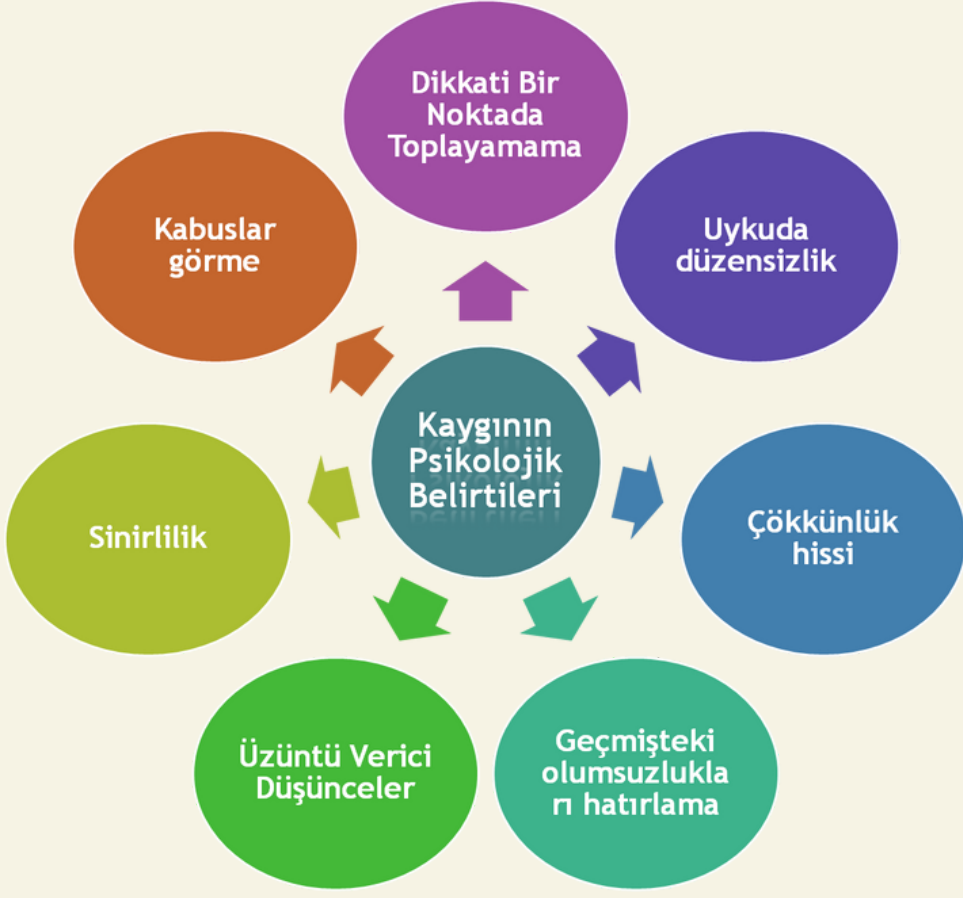 Dikkati Bir
Noktada
Toplayamama
Uykuda
düzensizlik
Çökkünlük
hissi
Geçmişteki
olumsuzlukla
rı hatırlama
Üzüntü Verici
Düşünceler
Sinirlilik
Kabuslar
görme
Kaygının
Psikolojik
Belirtileri